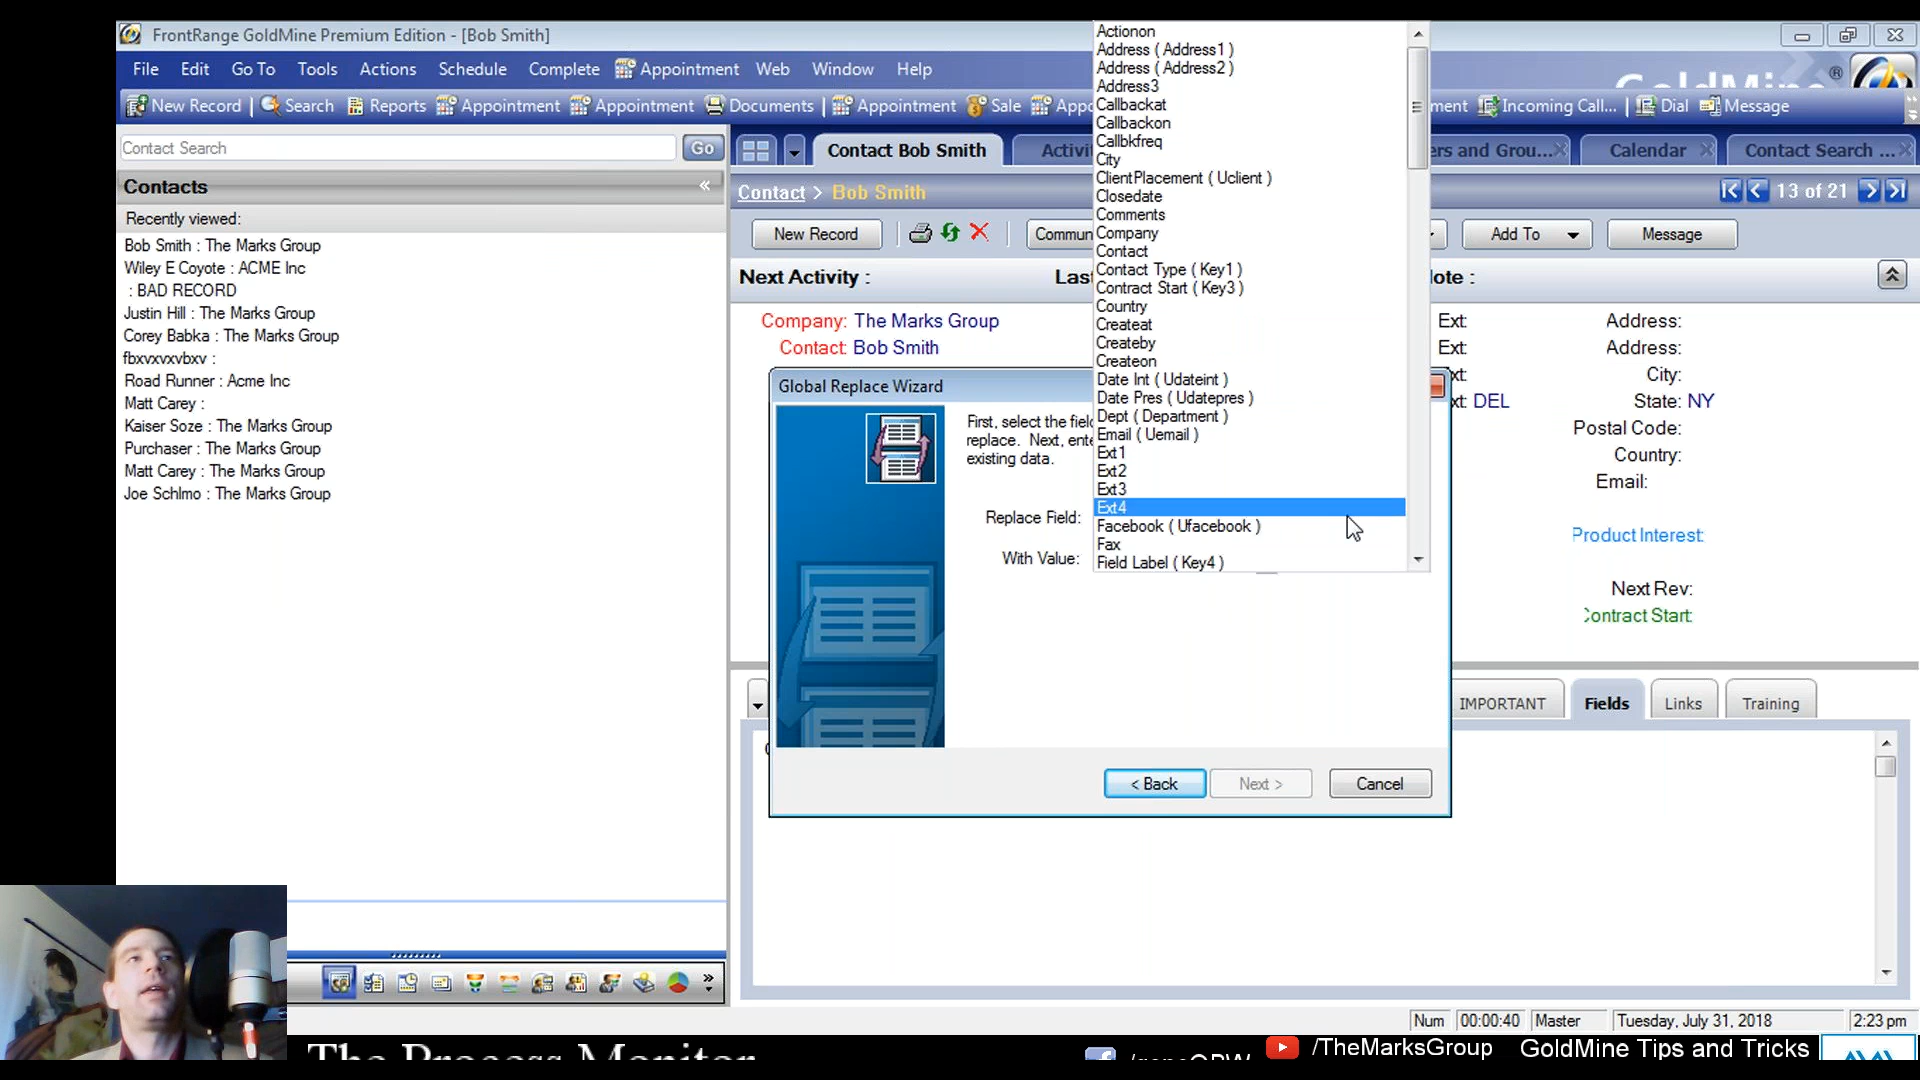 FrontRange GoldMine Premium Edition - [Bob Smith]
File Edit Go To Tools Actions Schedule Complete Appointment Web Window Help
New Record Search Reports Appointment Appointment Documents Appointment Sale Incoming Call... Dial Message
Contact Search Go
Contact Bob Smith Calendar Contact Search ...
Contacts
Contact > Bob Smith
13 of 21
Recently viewed:
Bob Smith : The Marks Group
Wiley E Coyote : ACME Inc
: BAD RECORD
Justin Hill : The Marks Group
Corey Babka : The Marks Group
fbxvxvxvbxv :
Road Runner : Acme Inc
Matt Carey :
Kaiser Soze : The Marks Group
Purchaser : The Marks Group
Matt Carey : The Marks Group
Joe Schlmo : The Marks Group
New Record
Add To
Message
Next Activity :
Company: The Marks Group
Contact: Bob Smith
Actionon
Address ( Address1 )
Address ( Address2 )
Address3
Callbackat
Callbackon
Callbkfreq
City
ClientPlacement ( Uclient )
Closedate
Comments
Company
Contact
Contact Type ( Key1 )
Contract Start ( Key3 )
Country
Createat
Createby
Createon
Date Int ( Udateint )
Date Pres ( Udatepres )
Dept ( Department )
Email ( Uemail )
Ext1
Ext2
Ext3
Ext4
Facebook ( Ufacebook )
Fax
Field Label ( Key4 )
Ext:
Ext:
DEL
Address:
Address:
City:
State: NY
Postal Code:
Country:
Email:
Product Interest:
Next Rev:
Contract Start:
Global Replace Wizard
First, select the field
replace. Next, enter
existing data.
Replace Field:
With Value:
< Back Next > Cancel
IMPORTANT Fields Links Training
Num 00:00:40 Master Tuesday, July 31, 2018 2:23 pm
The Process Monitor
/TheMarksGroup GoldMine Tips and Tricks